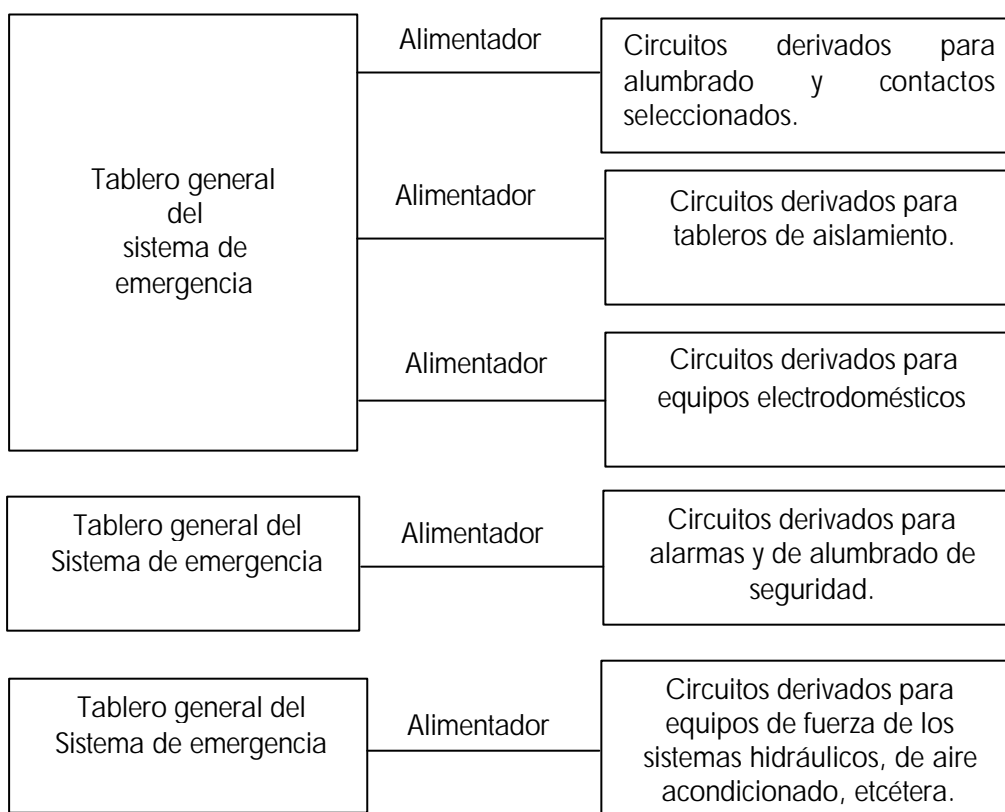 Alimentador
Circuitos derivados para
alumbrado y contactos
seleccionados.
Tablero general
del
sistema de
emergencia
Alimentador
Circuitos derivados para
tableros de aislamiento.
Alimentador
Circuitos derivados para
equipos electrodomésticos
Tablero general del
Sistema de emergencia
Alimentador
Circuitos derivados para
alarmas y de alumbrado de
seguridad.
Tablero general del
Sistema de emergencia
Alimentador
Circuitos derivados para
equipos de fuerza de los
sistemas hidráulicos, de aire
acondicionado, etcétera.